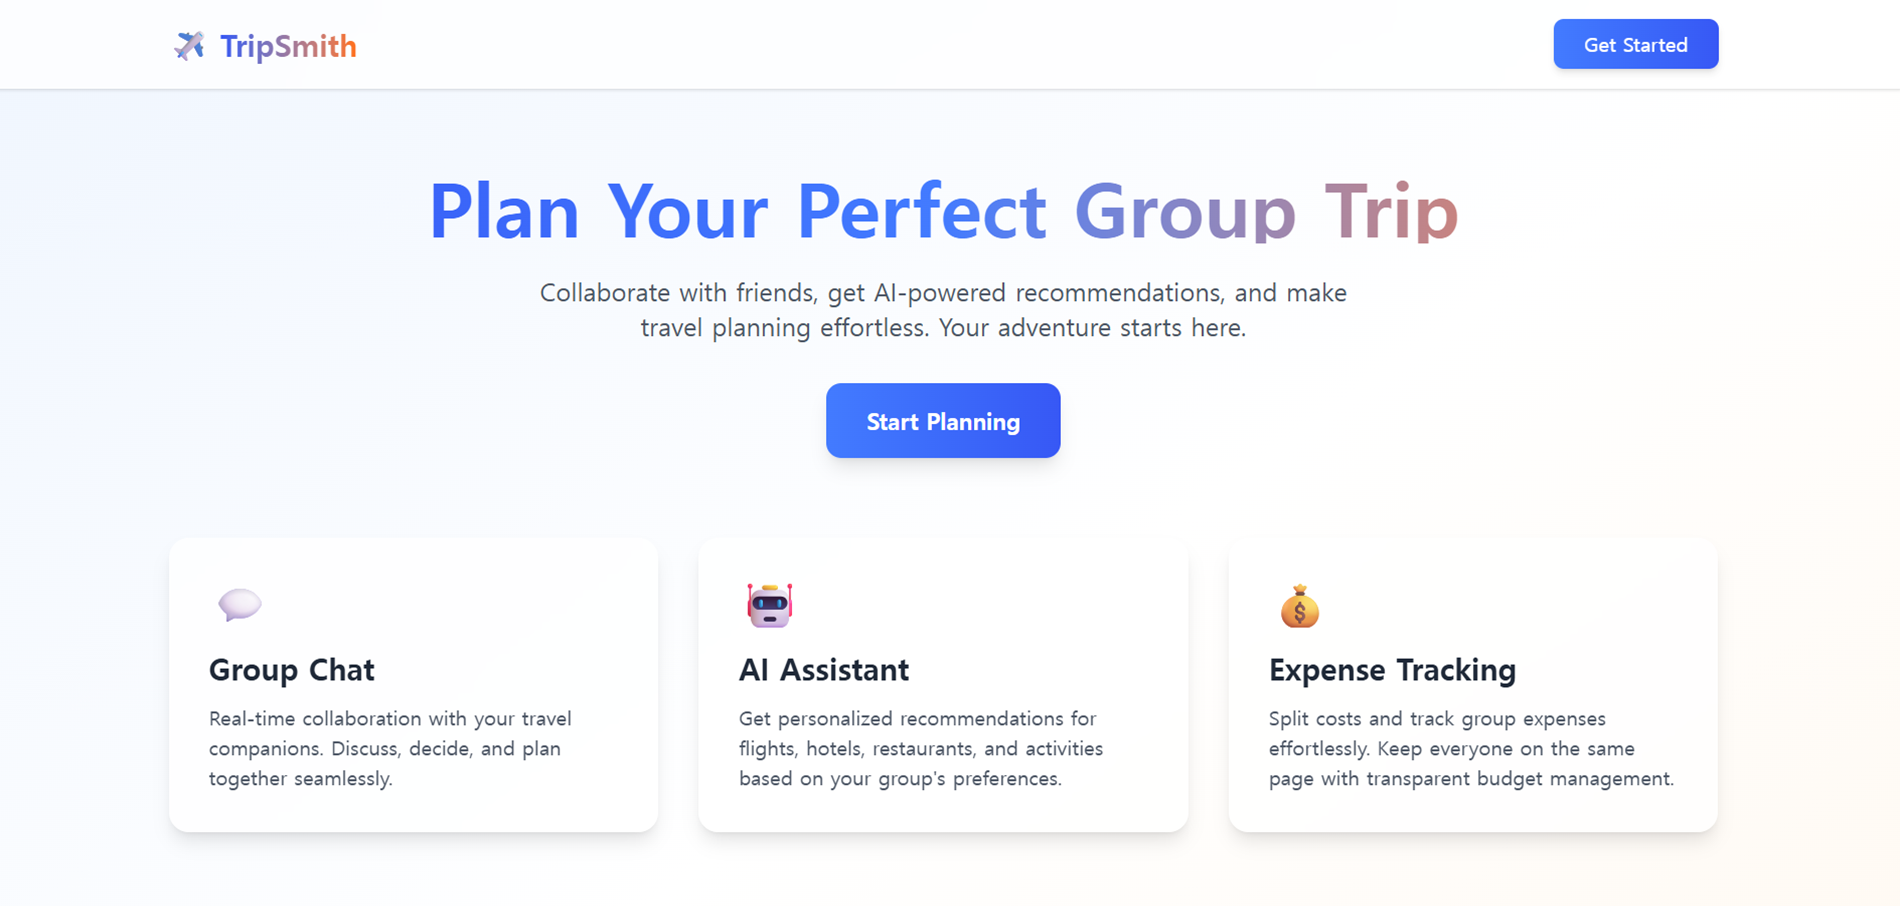 TripSmith
Get Started
Plan Your Perfect Group Trip
Collaborate with friends, get AI-powered recommendations, and make
travel planning effortless. Your adventure starts here.
Start Planning
Group Chat
Real-time collaboration with your travel
companions. Discuss, decide, and plan
together seamlessly.
AI Assistant
Get personalized recommendations for
flights, hotels, restaurants, and activities
based on your group's preferences.
Expense Tracking
Split costs and track group expenses
effortlessly. Keep everyone on the same
page with transparent budget management.